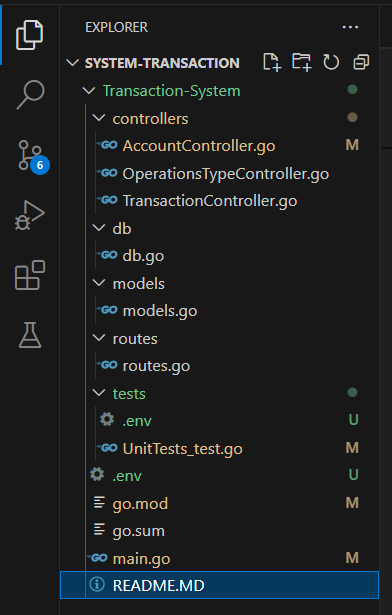 EXPLORER
SYSTEM-TRANSACTION
Transaction-System
controllers
GO AccountController.go M
GO OperationsTypeController.go
GO TransactionController.go
db
GO db.go
models
GO models.go
routes
GO routes.go
tests
.env U
GO UnitTests_test.go M
.env U
go.mod M
go.sum
GO main.go M
README.MD
6